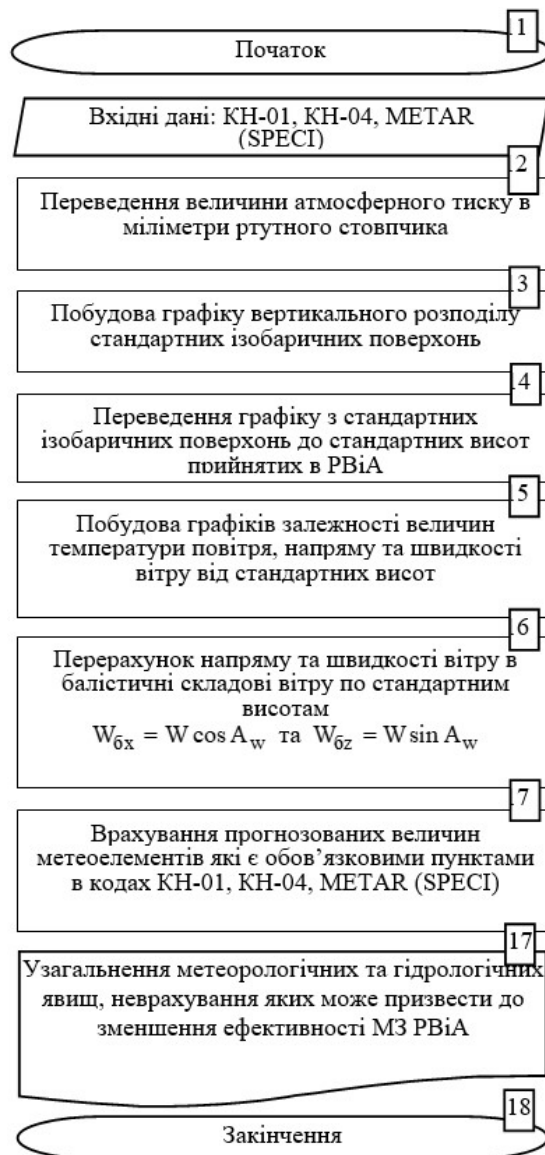 1
Початок
Вхідні дані: КН-01, КН-04, METAR
(SPECI)
2
Переведення величини атмосферного тиску в
міліметри ртутного стовпчика
3
Побудова графіку вертикального розподілу
стандартних ізобаричних поверхонь
4
Переведення графіку з стандартних
ізобаричних поверхонь до стандартних висот
прийнятих в РВіА
5
Побудова графіків залежності величин
температури повітря, напряму та швидкості
вітру від стандартних висот
6
Перерахунок напряму та швидкості вітру в
балістичні складові вітру по стандартним
висотам
W_бx = W cos A_w та W_бz = W sin A_w
7
Врахування прогнозованих величин
метеоелементів які є обов’язковими пунктами
в кодах КН-01, КН-04, METAR (SPECI)
17
Узагальнення метеорологічних та гідрологічних
явищ, неврахування яких може призвести до
зменшення ефективності МЗ РВіА
18
Закінчення